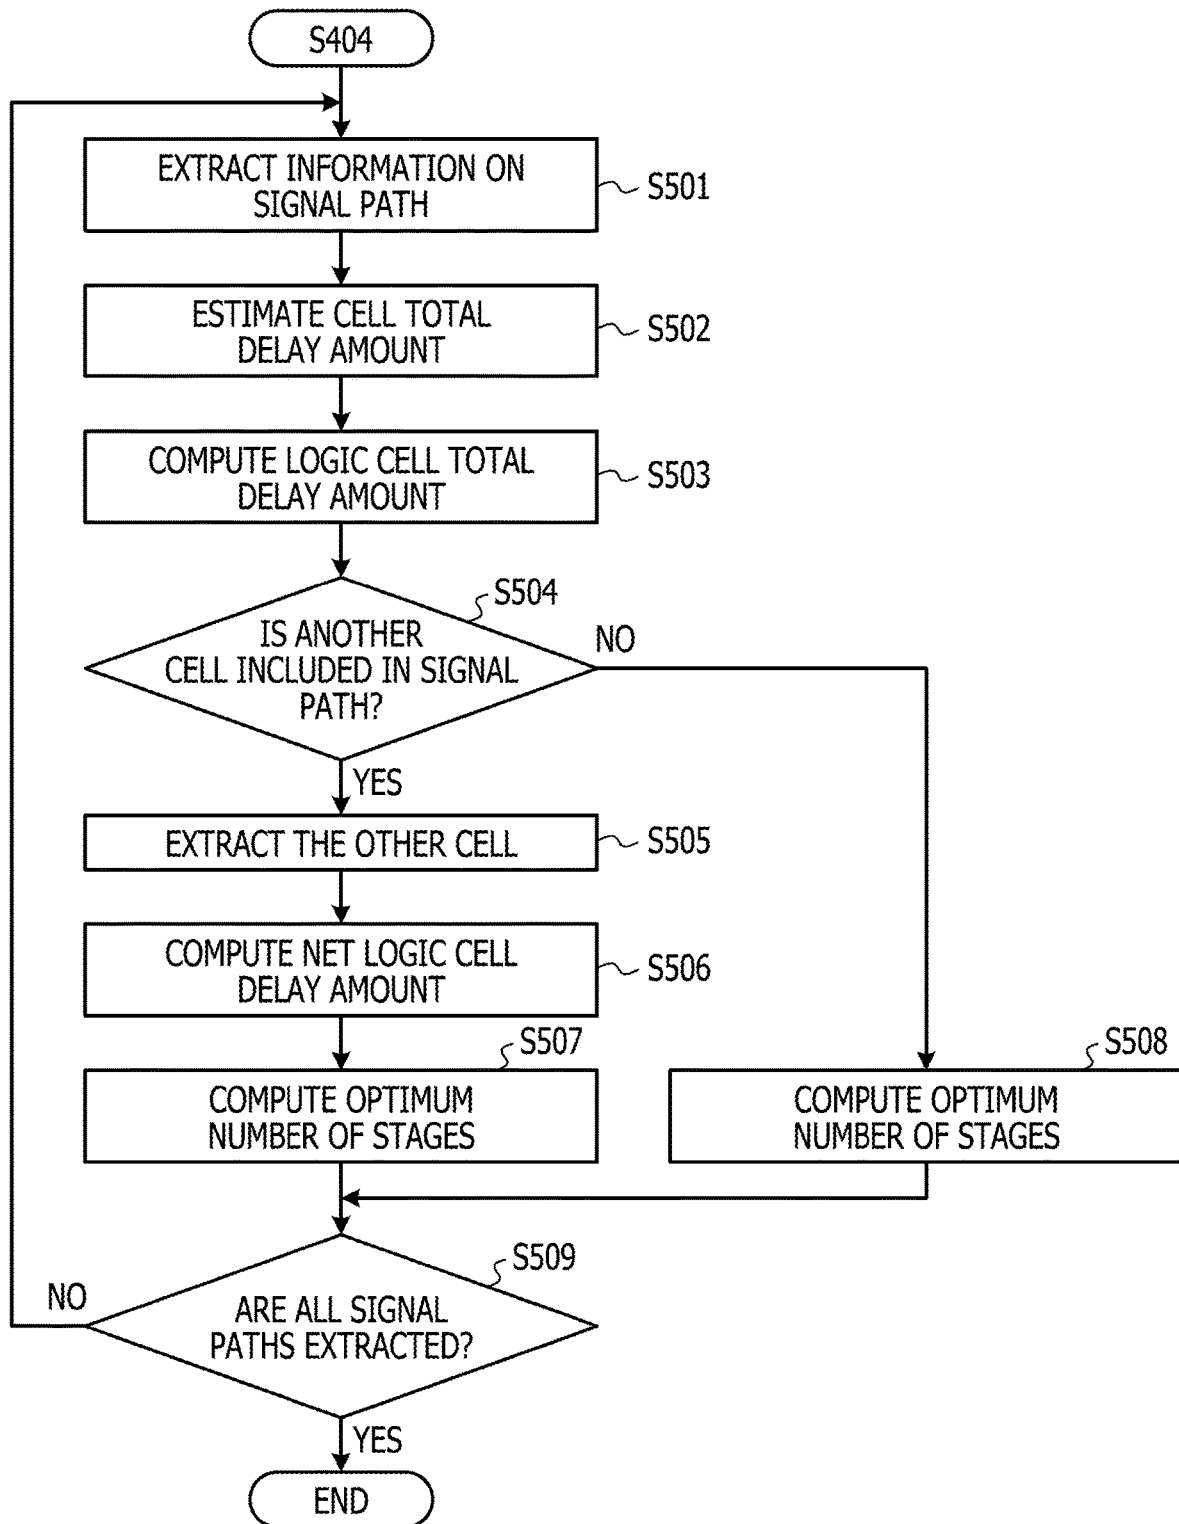 S404
EXTRACT INFORMATION ON
SIGNAL PATH
S501
ESTIMATE CELL TOTAL
DELAY AMOUNT
S502
COMPUTE LOGIC CELL TOTAL
DELAY AMOUNT
S503
S504
IS ANOTHER
CELL INCLUDED IN SIGNAL
PATH?
NO
YES
EXTRACT THE OTHER CELL
S505
COMPUTE NET LOGIC CELL
DELAY AMOUNT
S506
S507
COMPUTE OPTIMUM
NUMBER OF STAGES
S508
COMPUTE OPTIMUM
NUMBER OF STAGES
S509
NO
ARE ALL SIGNAL
PATHS EXTRACTED?
YES
END